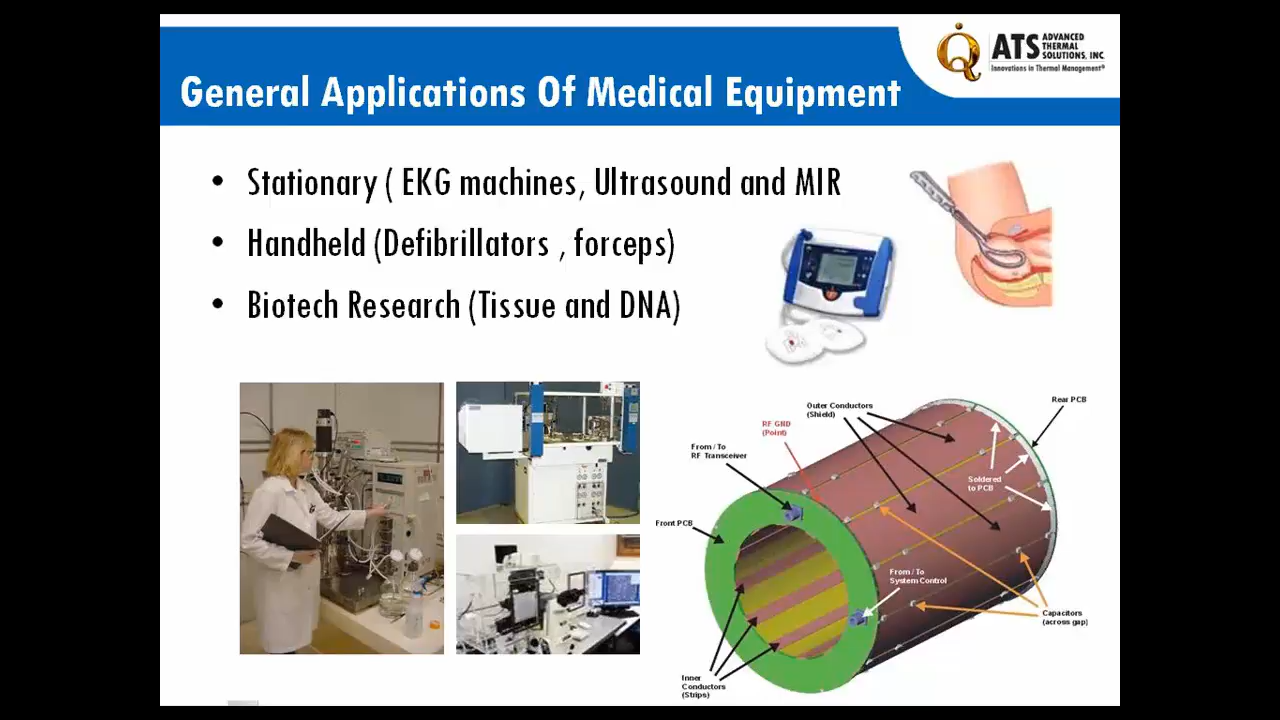 General Applications Of Medical Equipment
ATS ADVANCED
THERMAL
SOLUTIONS, INC.
Innovations in Thermal Management®
• Stationary ( EKG machines, Ultrasound and MIR
• Handheld (Defibrillators , forceps)
• Biotech Research (Tissue and DNA)
Rear PCB
Outer Conductors
(Shield)
RF GND
(Point)
From / To
RF Transceiver
Soldered
to PCB
Front PCB
From / To
System Control
Capacitors
(across gap)
Inner
Conductors
(Strips)